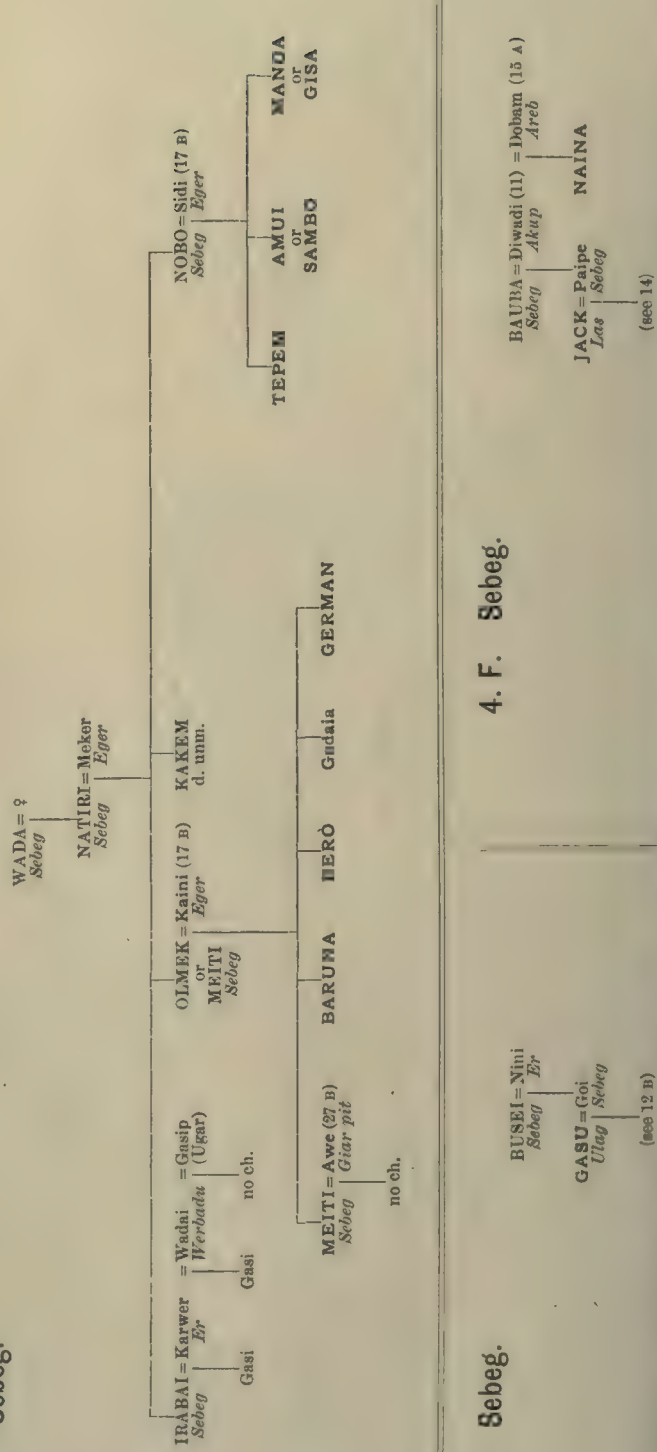 Sebeg.
WADA = ♀
Sebeg
NATIRI = Meker
Sebeg Eger
IRABAI = Karwer = Wadai = Gasip
Sebeg Er Werbadu (Ugar)
Gasi Gasi no ch.
OLMEK = Kaini (17 B)
or Eger
MEITI
Sebeg
KAKEM
d. unm.
NOBO = Sidi (17 B)
Sebeg Eger
MEITI = Awe (27 B)
Sebeg Giar pit
no ch.
BARUMA
Gudaia
GERMAN
TEPEM
AMUI
or
SAMBO
MANOA
or
GISA
Sebeg.
BUSEI = Nini
Sebeg Er
GASU = Goi
Ulag Sebeg
(see 12 B)
4. F. Sebeg.
BAUBA = Diwadi (11) = Dobam (15 A)
Sebeg Akup Areb
JACK = Paipe NAINA
Las Sebeg
(see 14)